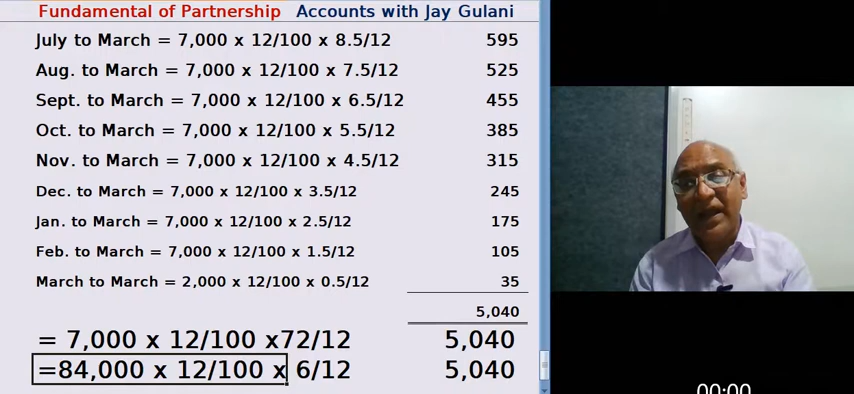 Fundamental of Partnership Accounts with Jay Gulani
July to March = 7,000 x 12/100 x 8.5/12 595
Aug. to March = 7,000 x 12/100 x 7.5/12 525
Sept. to March = 7,000 x 12/100 x 6.5/12 455
Oct. to March = 7,000 x 12/100 x 5.5/12 385
Nov. to March = 7,000 x 12/100 x 4.5/12 315
Dec. to March = 7,000 x 12/100 x 3.5/12 245
Jan. to March = 7,000 x 12/100 x 2.5/12 175
Feb. to March = 7,000 x 12/100 x 1.5/12 105
March to March = 2,000 x 12/100 x 0.5/12 35
5,040
= 7,000 x 12/100 x72/12 5,040
=84,000 x 12/100 x 6/12 5,040
00:00